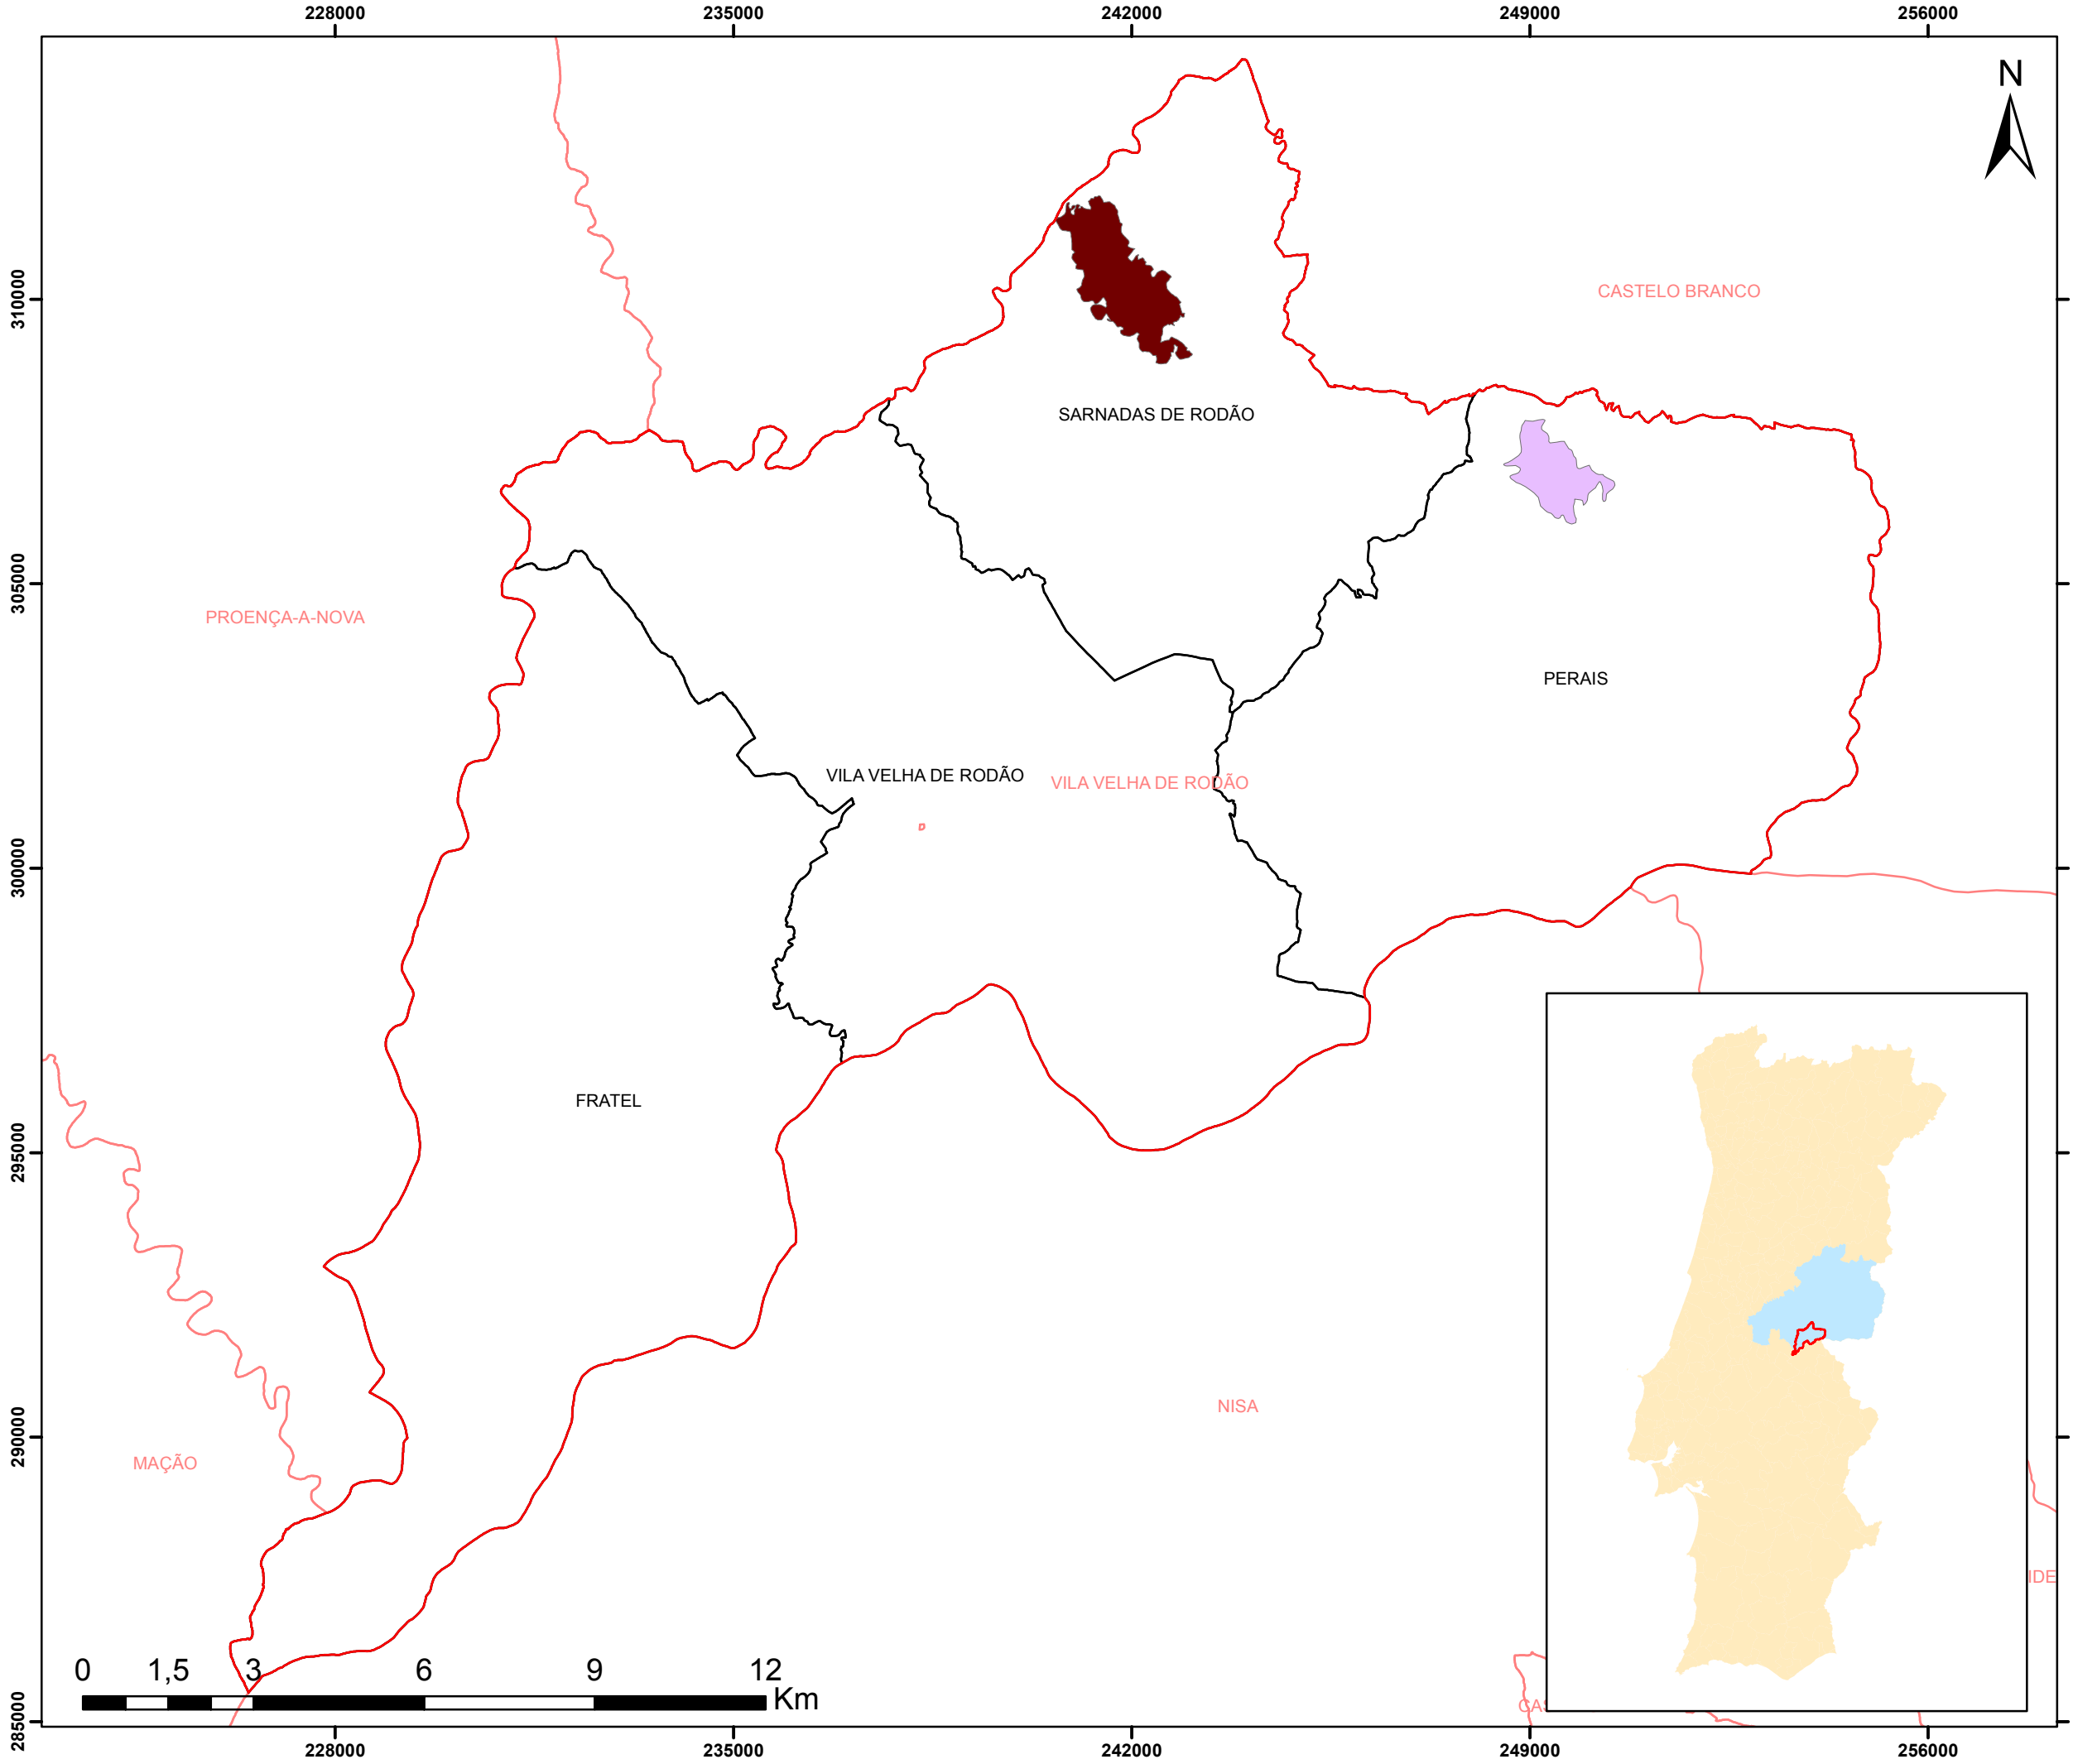 228000 235000 242000 249000 256000
N
310000
CASTELO BRANCO
SARNADAS DE RODÃO
305000
PROENÇA-A-NOVA
PERAIS
VILA VELHA DE RODÃO
VILA VELHA DE RODÃO
300000
FRATEL
295000
NISA
290000
MAÇÃO
IDE
0 1,5 3 6 9 12
Km
CAS
285000
228000 235000 242000 249000 256000